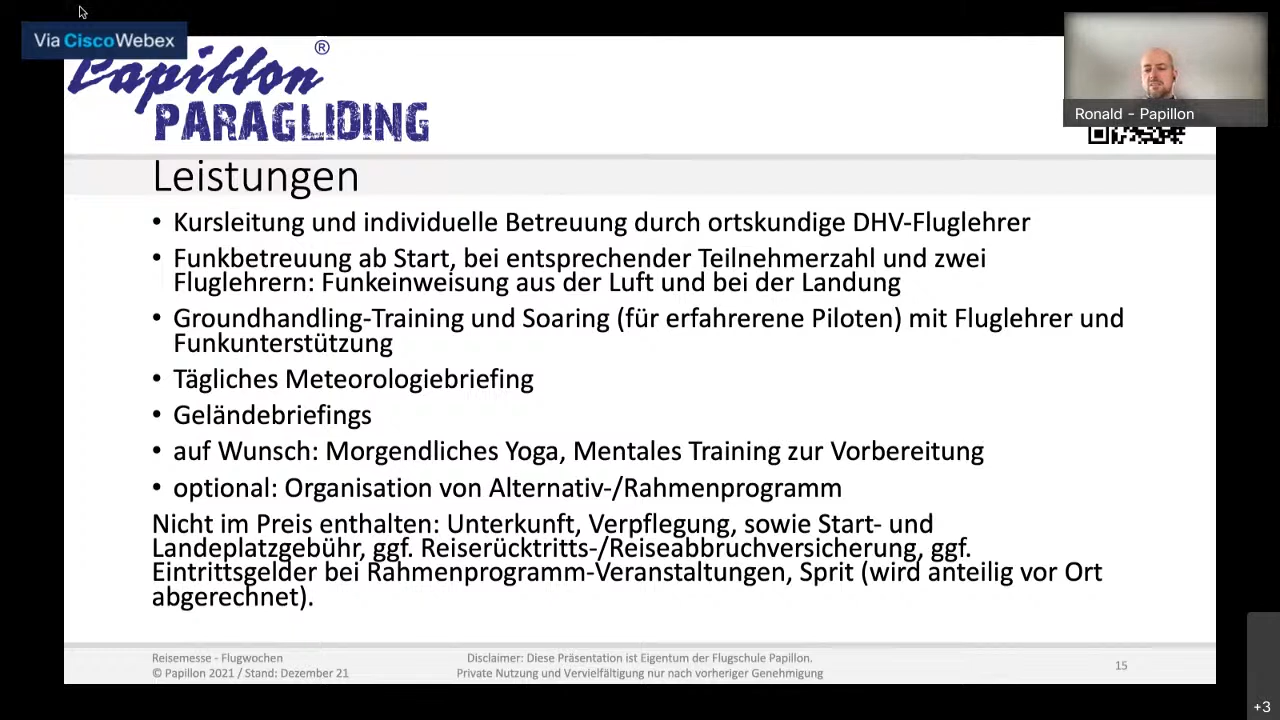 Via CiscoWebex
Papillon®
PARAGLIDING
Ronald - Papillon
Leistungen
• Kursleitung und individuelle Betreuung durch ortskundige DHV-Fluglehrer
• Funkbetreuung ab Start, bei entsprechender Teilnehmerzahl und zwei
Fluglehrern: Funkeinweisung aus der Luft und bei der Landung
• Groundhandling-Training und Soaring (für erfahrerene Piloten) mit Fluglehrer und
Funkunterstützung
• Tägliches Meteorologiebriefing
• Geländebriefings
• auf Wunsch: Morgendliches Yoga, Mentales Training zur Vorbereitung
• optional: Organisation von Alternativ-/Rahmenprogramm
Nicht im Preis enthalten: Unterkunft, Verpflegung, sowie Start- und
Landeplatzgebühr, ggf. Reiserücktritts-/Reiseabbruchversicherung, ggf.
Eintrittsgelder bei Rahmenprogramm-Veranstaltungen, Sprit (wird anteilig vor Ort
abgerechnet).
Reisemesse - Flugwochen
© Papillon 2021 / Stand: Dezember 21
Disclaimer: Diese Präsentation ist Eigentum der Flugschule Papillon.
Private Nutzung und Vervielfältigung nur nach vorheriger Genehmigung
15
+3